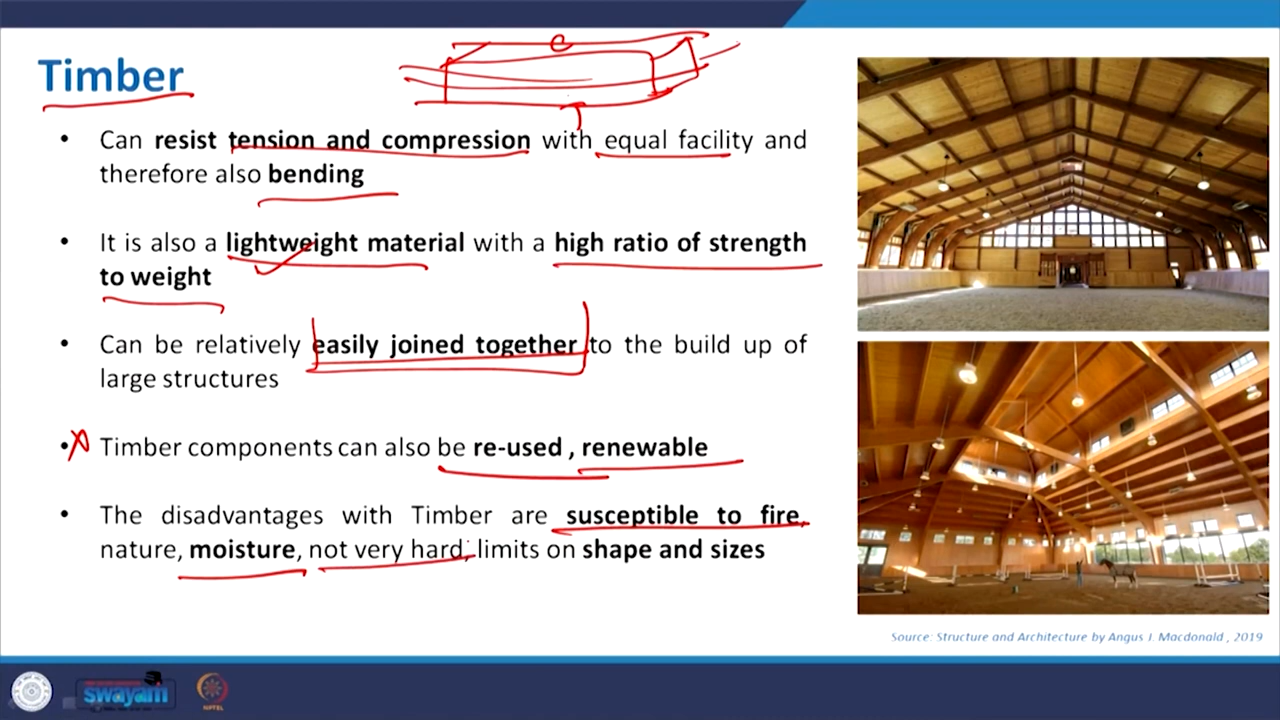 Timber
C
T
• Can resist tension and compression with equal facility and
therefore also bending
• It is also a lightweight material with a high ratio of strength
to weight
• Can be relatively easily joined together to the build up of
large structures
• Timber components can also be re-used , renewable
• The disadvantages with Timber are susceptible to fire,
nature, moisture, not very hard, limits on shape and sizes
Source: Structure and Architecture by Angus J. Macdonald , 2019
swayam
NPTEL